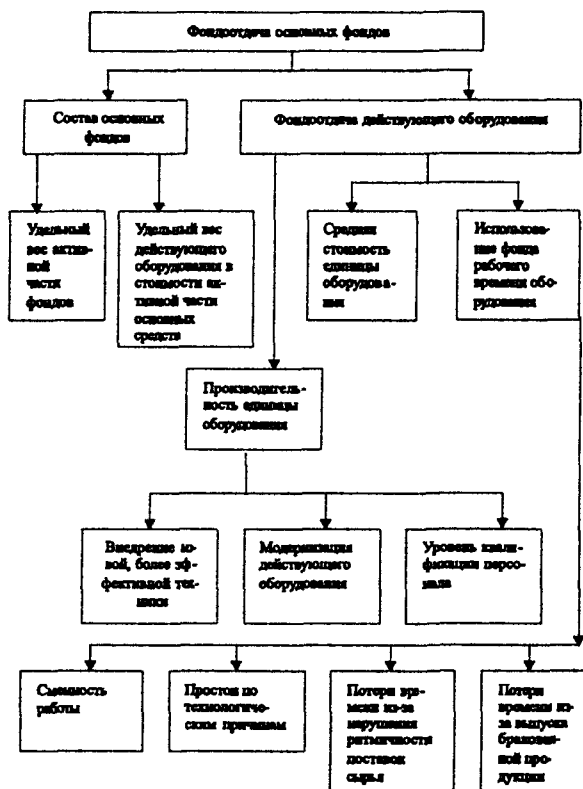 Фондоотдача основных фондов
Состав основных
фондов
Фондоотдача действующего оборудования
Удельный
вес актив-
ной
части
фондов
Удельный вес
действующего
оборудования в
стоимости ак-
тивной части
основных
средств
Средняя
стоимость
единицы
оборудова-
ния
Использова-
ние фонда
рабочего
времени обо-
рудования
Производитель-
ность единицы
оборудования
Внедрение но-
вой, более эф-
фективной тех-
ники
Модернизация
действующего
оборудования
Уровень квали-
фикации персо-
нала
Сменность
работы
Простои по
технологиче-
ским причинам
Потери вре-
мени из-за
нарушения
ритмичности
поставок
сырья
Потери
времени из-
за выпуска
бракован-
ной про-
дукции